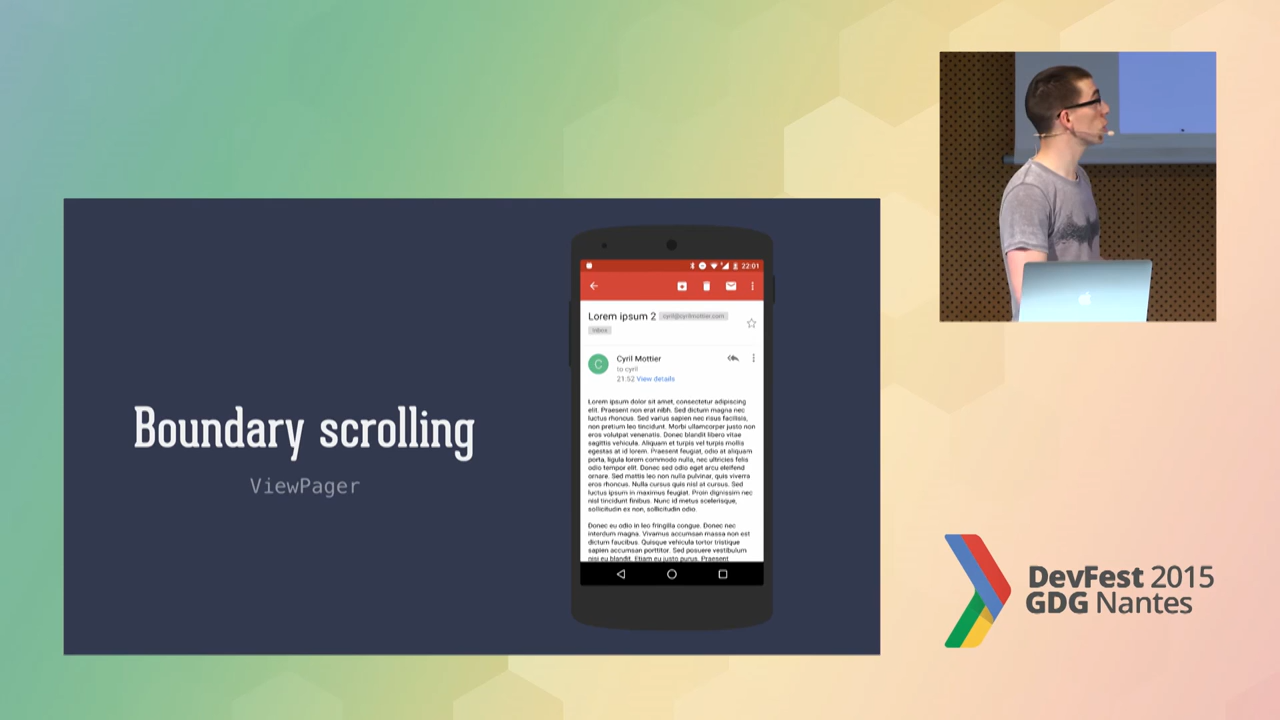 Boundary scrolling
ViewPager
22:01
Lorem ipsum 2 cyril@cyrilmottier.com
Inbox
C
Cyril Mottier
to cyril
21:52 View details
Lorem ipsum dolor sit amet, consectetur adipiscing
elit. Praesent non erat nibh. Sed dictum magna nec
luctus rhoncus. Sed varius sapien nec risus facilisis,
non pretium leo tincidunt. Morbi ullamcorper justo non
eros volutpat venenatis. Donec blandit libero vitae
sagittis vehicula. Aliquam et turpis vel turpis mollis
egestas at id lorem. Praesent feugiat, odio at aliquam
porta, ligula lorem commodo nulla, nec ultricies felis
odio tempor elit. Donec sed odio eget arcu eleifend
ornare. Sed mattis leo non nulla pulvinar, quis viverra
eros rhoncus. Nulla cursus quis nisl at cursus. Sed
luctus ipsum in maximus feugiat. Proin dignissim nec
nisl tincidunt finibus. Nunc id metus scelerisque,
sollicitudin ex non, sollicitudin odio.
Donec eu odio in leo fringilla congue. Donec nec
interdum magna. Vivamus accumsan massa non est
dictum faucibus. Quisque vehicula tortor tristique
sapien accumsan porttitor. Sed posuere vestibulum
nisi eu blandit. Etiam eu justo purus. Praesent
DevFest 2015
GDG Nantes